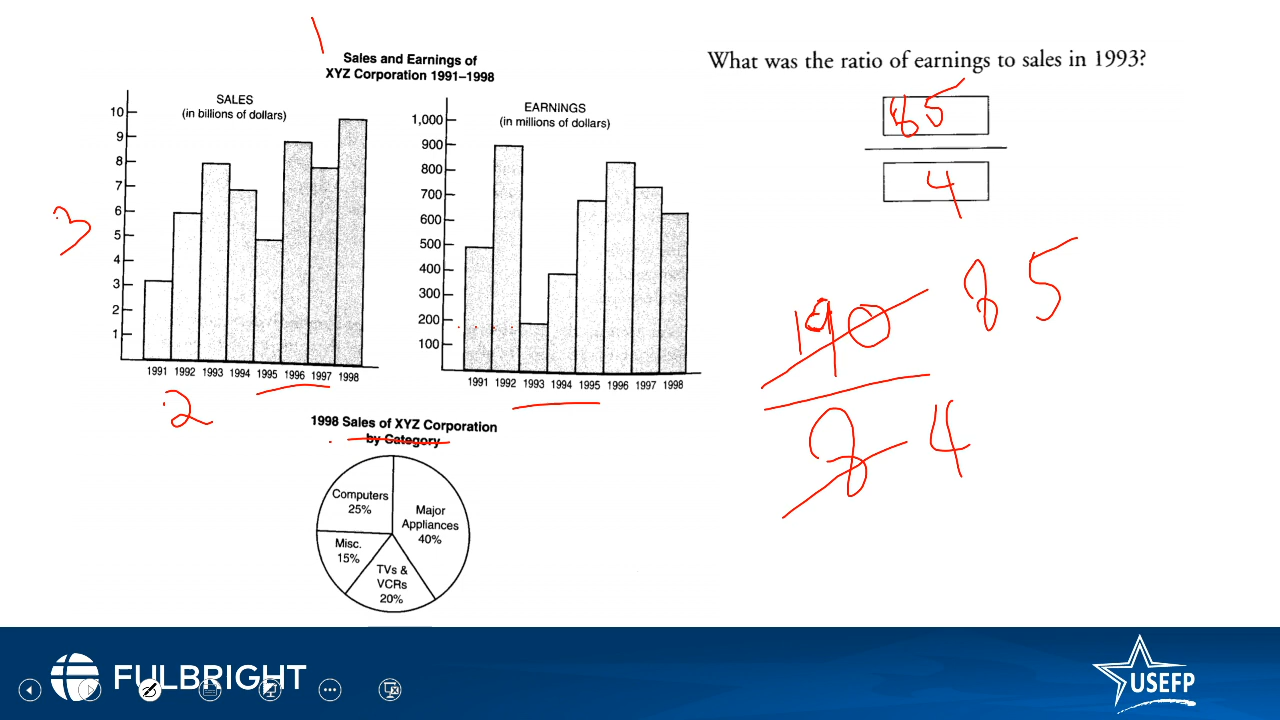 Sales and Earnings of
XYZ Corporation 1991–1998
SALES
(in billions of dollars)
10
9
8
7
6
5
4
3
2
1
1991 1992 1993 1994 1995 1996 1997 1998
EARNINGS
(in millions of dollars)
1,000
900
800
700
600
500
400
300
200
100
1991 1992 1993 1994 1995 1996 1997 1998
1
3
2
1998 Sales of XYZ Corporation
by Category
Computers
25%
Major
Appliances
40%
Misc.
15%
TVs &
VCRs
20%
What was the ratio of earnings to sales in 1993?
85
4
190 85
8 4
FULBRIGHT
USEFP